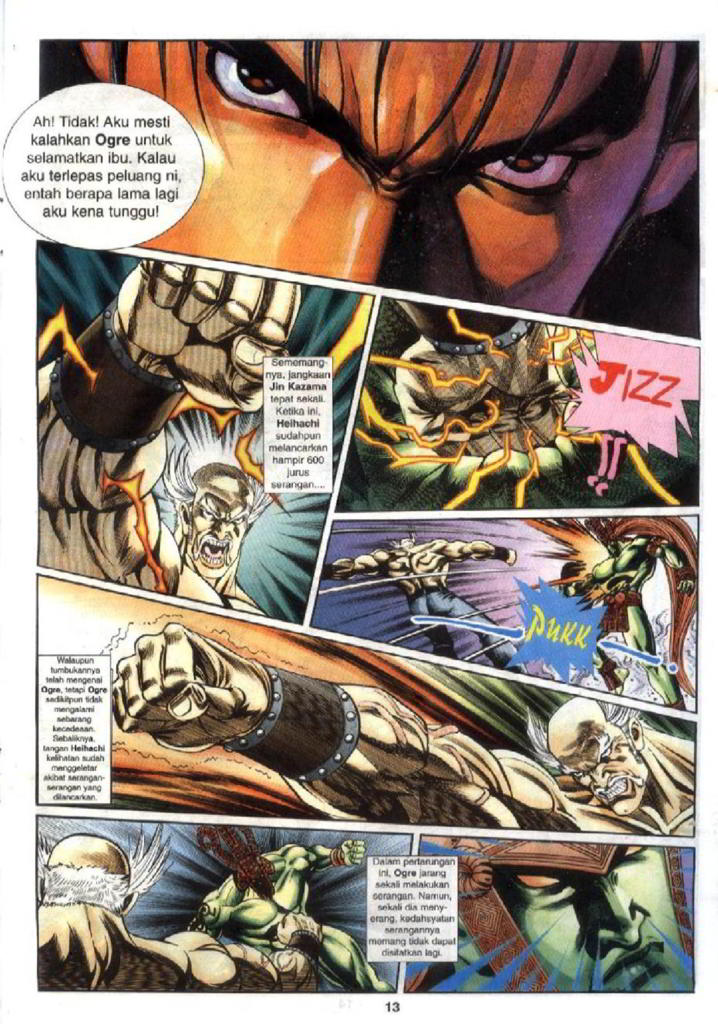 Ah! Tidak! Aku mesti
kalahkan Ogre untuk
selamatkan ibu. Kalau
aku terlepas peluang ni,
entah berapa lama lagi
aku kena tunggu!
Sememang-
nya, jangkaan
Jin Kazama
tepat sekali.
Ketika ini,
Heihachi
sudahpun
melancarkan
hampir 600
jurus
serangan....
JIZZ
!!
PUKK
Walaupun
tumbukannya
telah mengenai
Ogre, tetapi Ogre
sedikitpun tidak
mengalami
sebarang
kecederaan.
Sebaliknya,
tangan Heihachi
kelihatan sudah
menggeletar
akibat serangan-
serangan yang
dilancarkan.
Dalam pertarungan
ini, Ogre jarang
sekali melakukan
serangan. Namun,
sekali dia meny-
erang, kedahsyatan
serangannya
memang tidak dapat
disifatkan lagi.
13